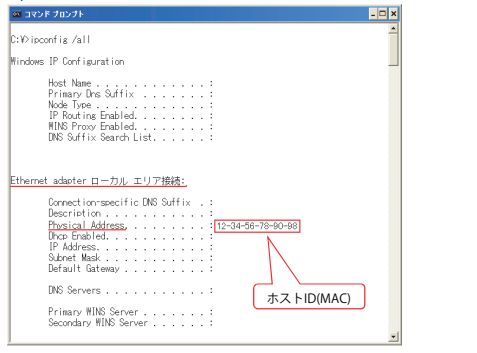 コマンド プロンプト
C:\>ipconfig /all
Windows IP Configuration
Host Name . . . . . . . . . . . . :
Primary Dns Suffix . . . . . . . :
Node Type . . . . . . . . . . . . :
IP Routing Enabled. . . . . . . . :
WINS Proxy Enabled. . . . . . . . :
DNS Suffix Search List. . . . . . :
Ethernet adapter ローカル エリア接続:
Connection-specific DNS Suffix . :
Description . . . . . . . . . . . :
Physical Address. . . . . . . . . : 12-34-56-78-90-98
Dhcp Enabled. . . . . . . . . . . :
IP Address. . . . . . . . . . . . :
Subnet Mask . . . . . . . . . . . :
Default Gateway . . . . . . . . . :
DNS Servers . . . . . . . . . . . :
ホストID(MAC)
Primary WINS Server . . . . . . . :
Secondary WINS Server . . . . . . :